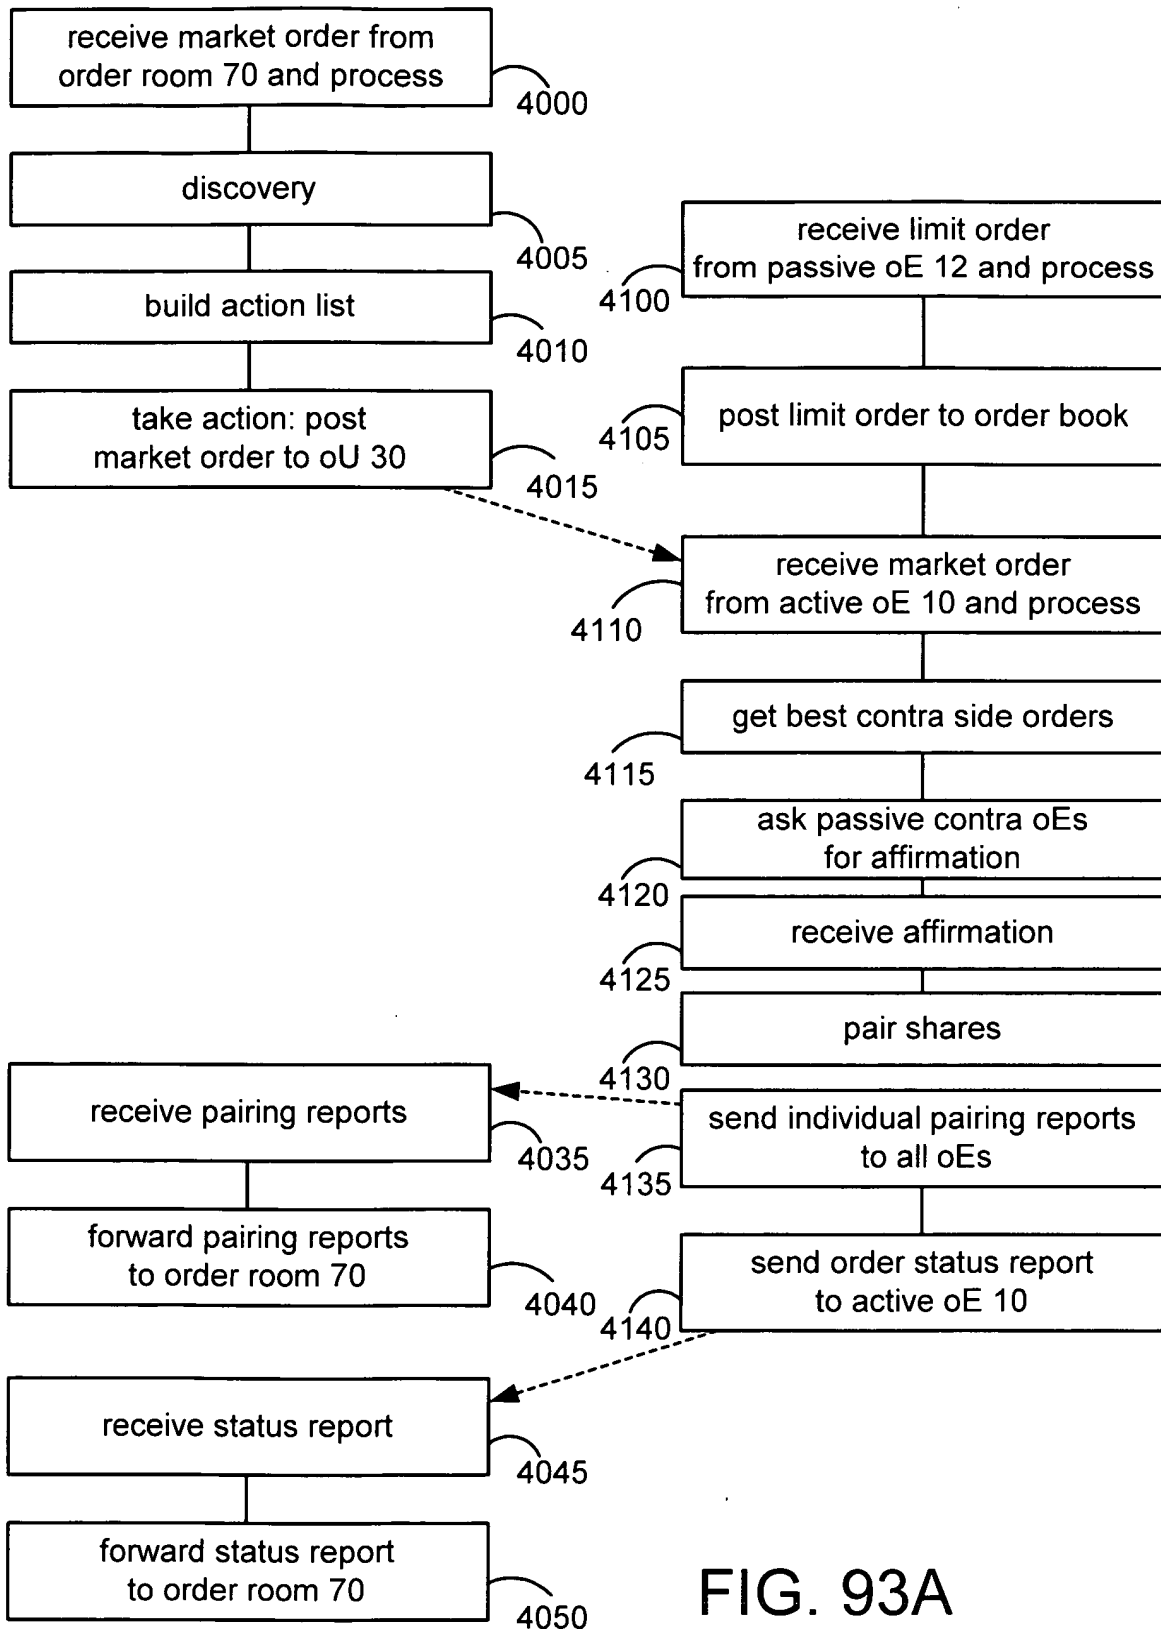 receive market order from
order room 70 and process
4000
discovery
4005
build action list
4010
take action: post
market order to oU 30
4015
receive limit order
from passive oE 12 and process
4100
post limit order to order book
4105
receive market order
from active oE 10 and process
4110
get best contra side orders
4115
ask passive contra oEs
for affirmation
4120
receive affirmation
4125
pair shares
4130
send individual pairing reports
to all oEs
4135
send order status report
to active oE 10
4140
receive pairing reports
4035
forward pairing reports
to order room 70
4040
receive status report
4045
forward status report
to order room 70
4050
FIG. 93A